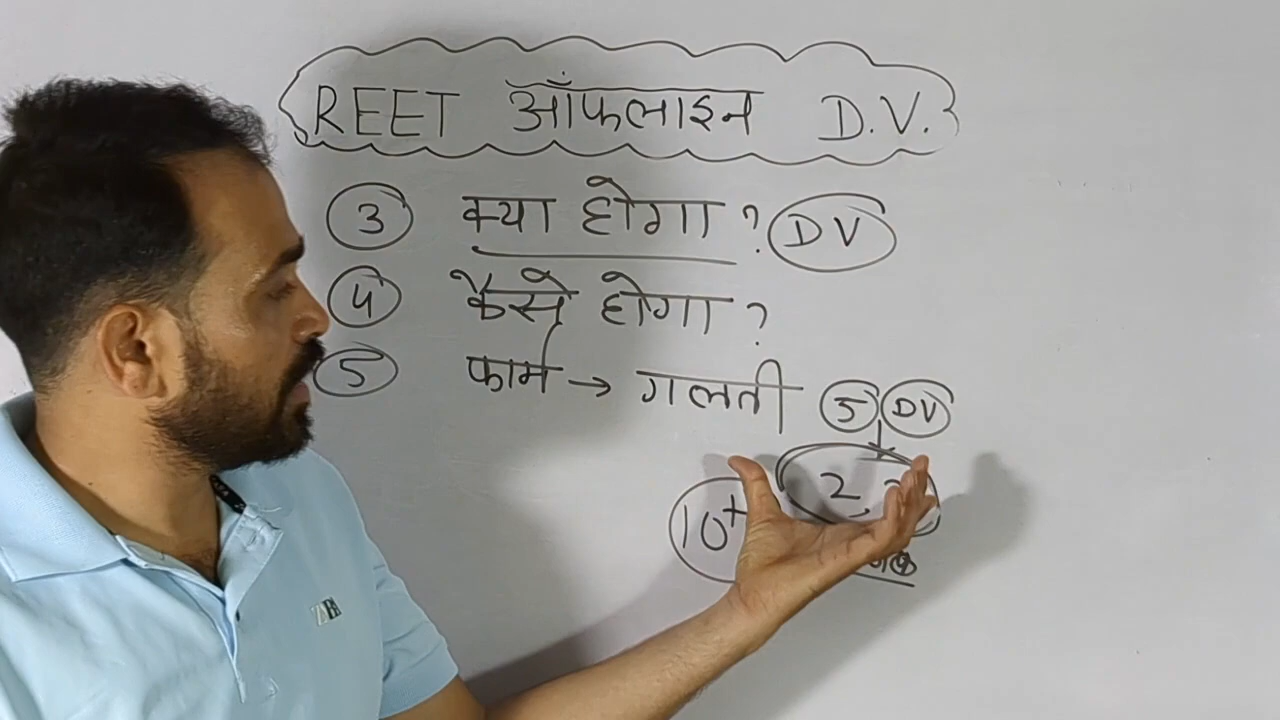 REET ऑफलाइन D.V.
3 क्या होगा ? DV
4 कैसे होगा ?
5 फार्म → गलती 5 DV
2,
10+